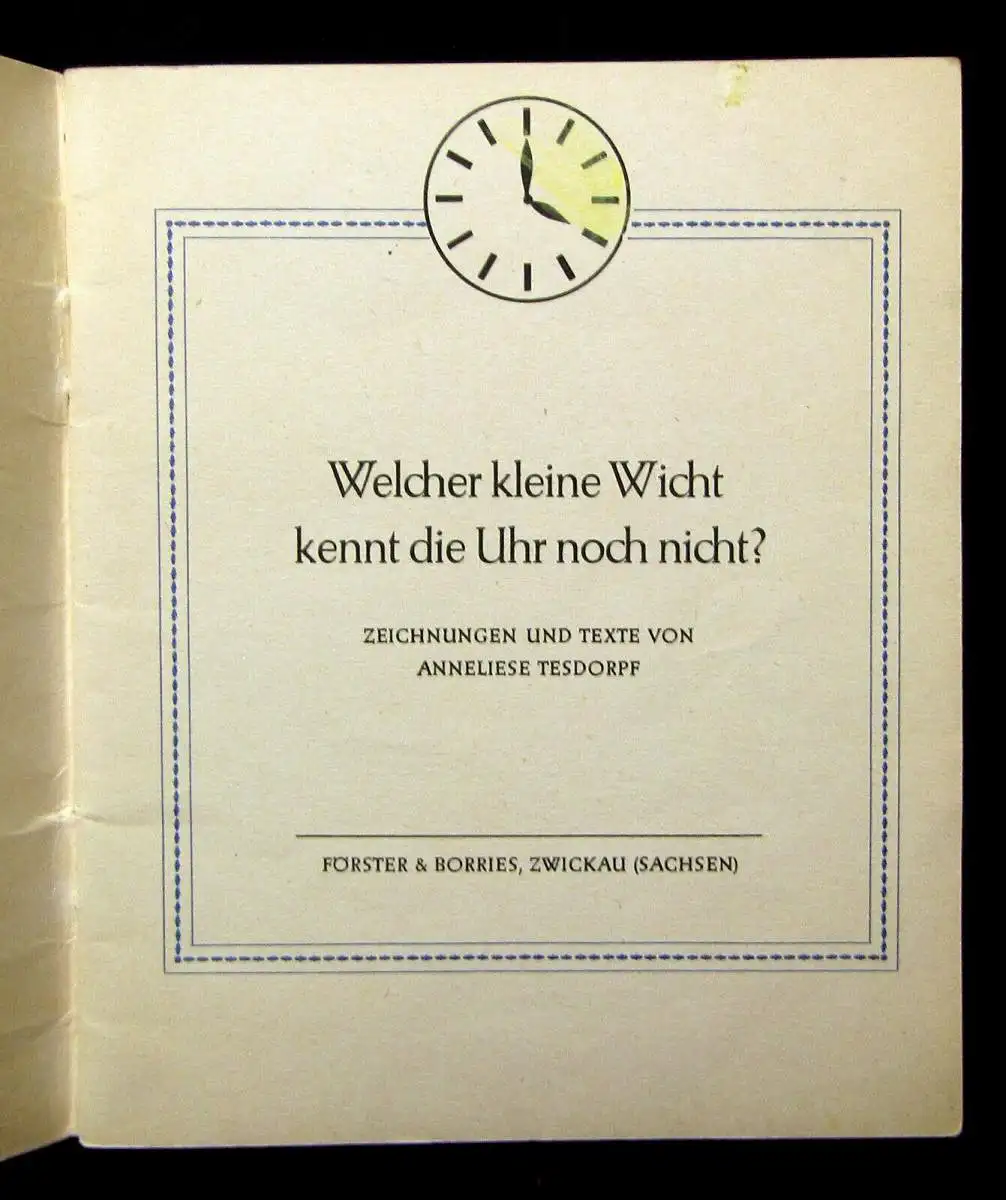 Welcher kleine Wicht
kennt die Uhr noch nicht?
ZEICHNUNGEN UND TEXTE VON
ANNELIESE TESDORPF
FÖRSTER & BORRIES, ZWICKAU (SACHSEN)